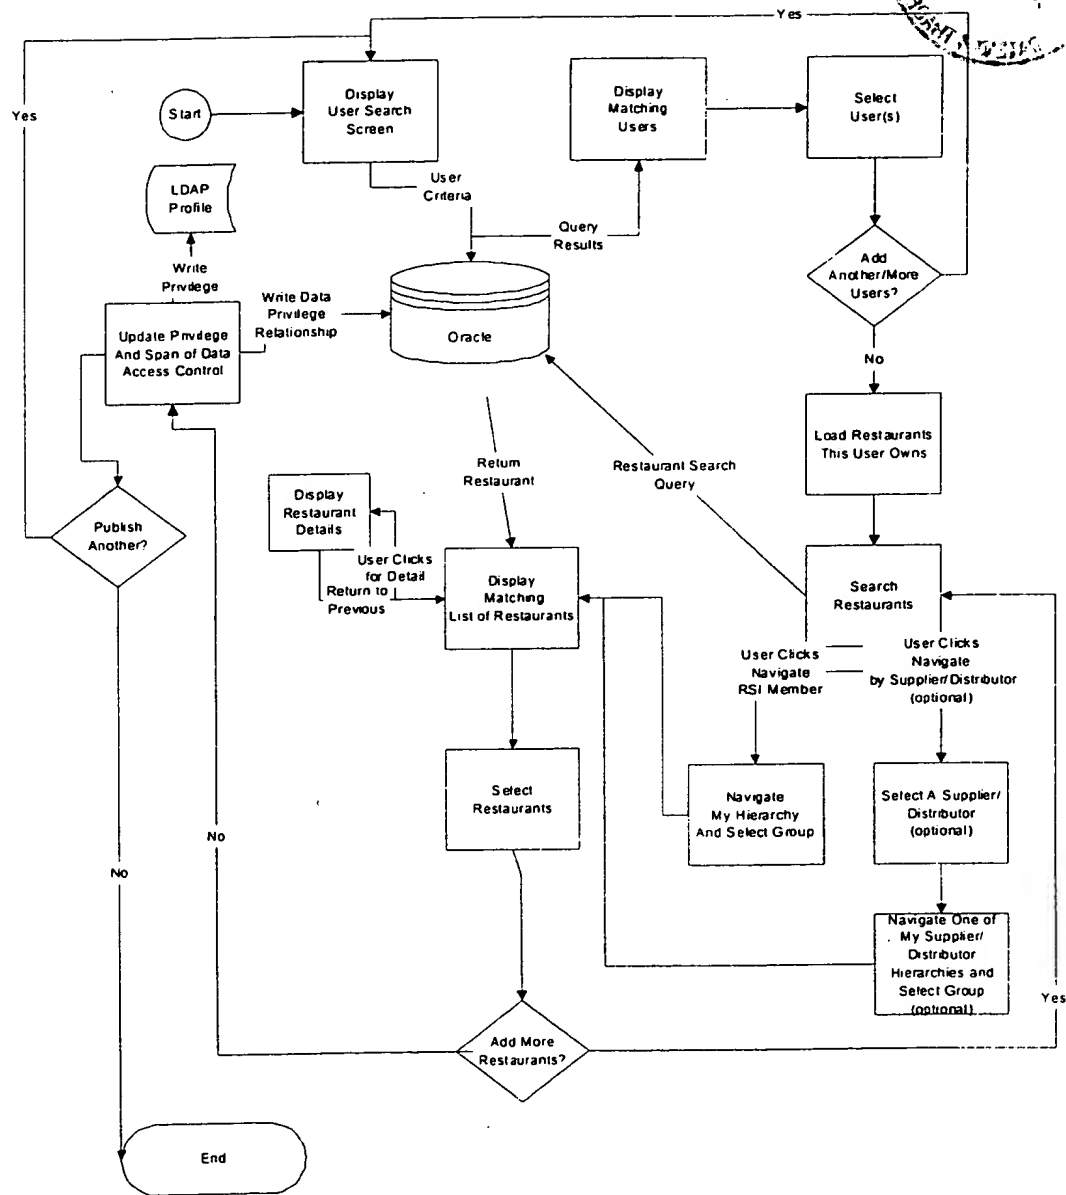 Yes
Yes
Start
Display
User Search
Screen
Display
Matching
Users
Select
User(s)
LDAP
Profile
User
Criteria
Query
Results
Write
Privilege
Write Data
Privilege
Relationship
Add
Another/More
Users?
Update Privilege
And Span of Data
Access Control
Oracle
No
Load Restaurants
This User Owns
Return
Restaurant
Restaurant Search
Query
Display
Restaurant
Details
Publish
Another?
User Clicks
for Detail
Return to
Previous
Display
Matching
List of Restaurants
Search
Restaurants
User Clicks
Navigate
RSI Member
User Clicks
Navigate
by Supplier/Distributor
(optional)
Select
Restaurants
Navigate
My Hierarchy
And Select Group
Select A Supplier/
Distributor
(optional)
No
No
Navigate One of
My Supplier/
Distributor
Hierarchies and
Select Group
(optional)
Yes
Add More
Restaurants?
End